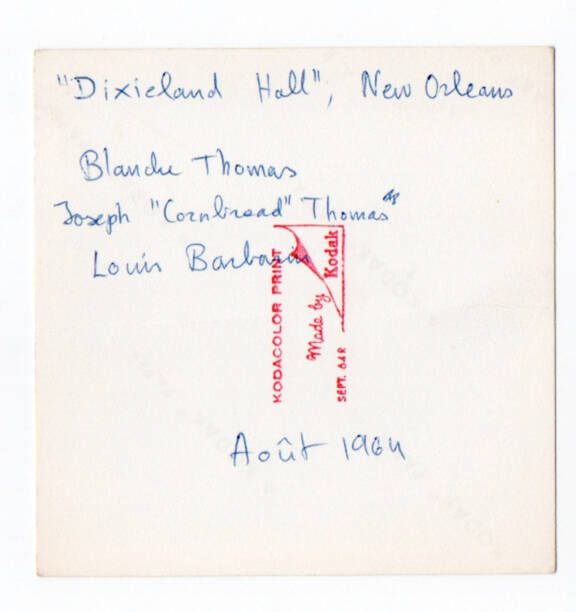 "Dixieland Hall", New Orleans
Blanche Thomas
Joseph "Cornbread" Thomas
Louis Barbarin
KODACOLOR PRINT
Made by Kodak
SEPT. 64R
Août 1964